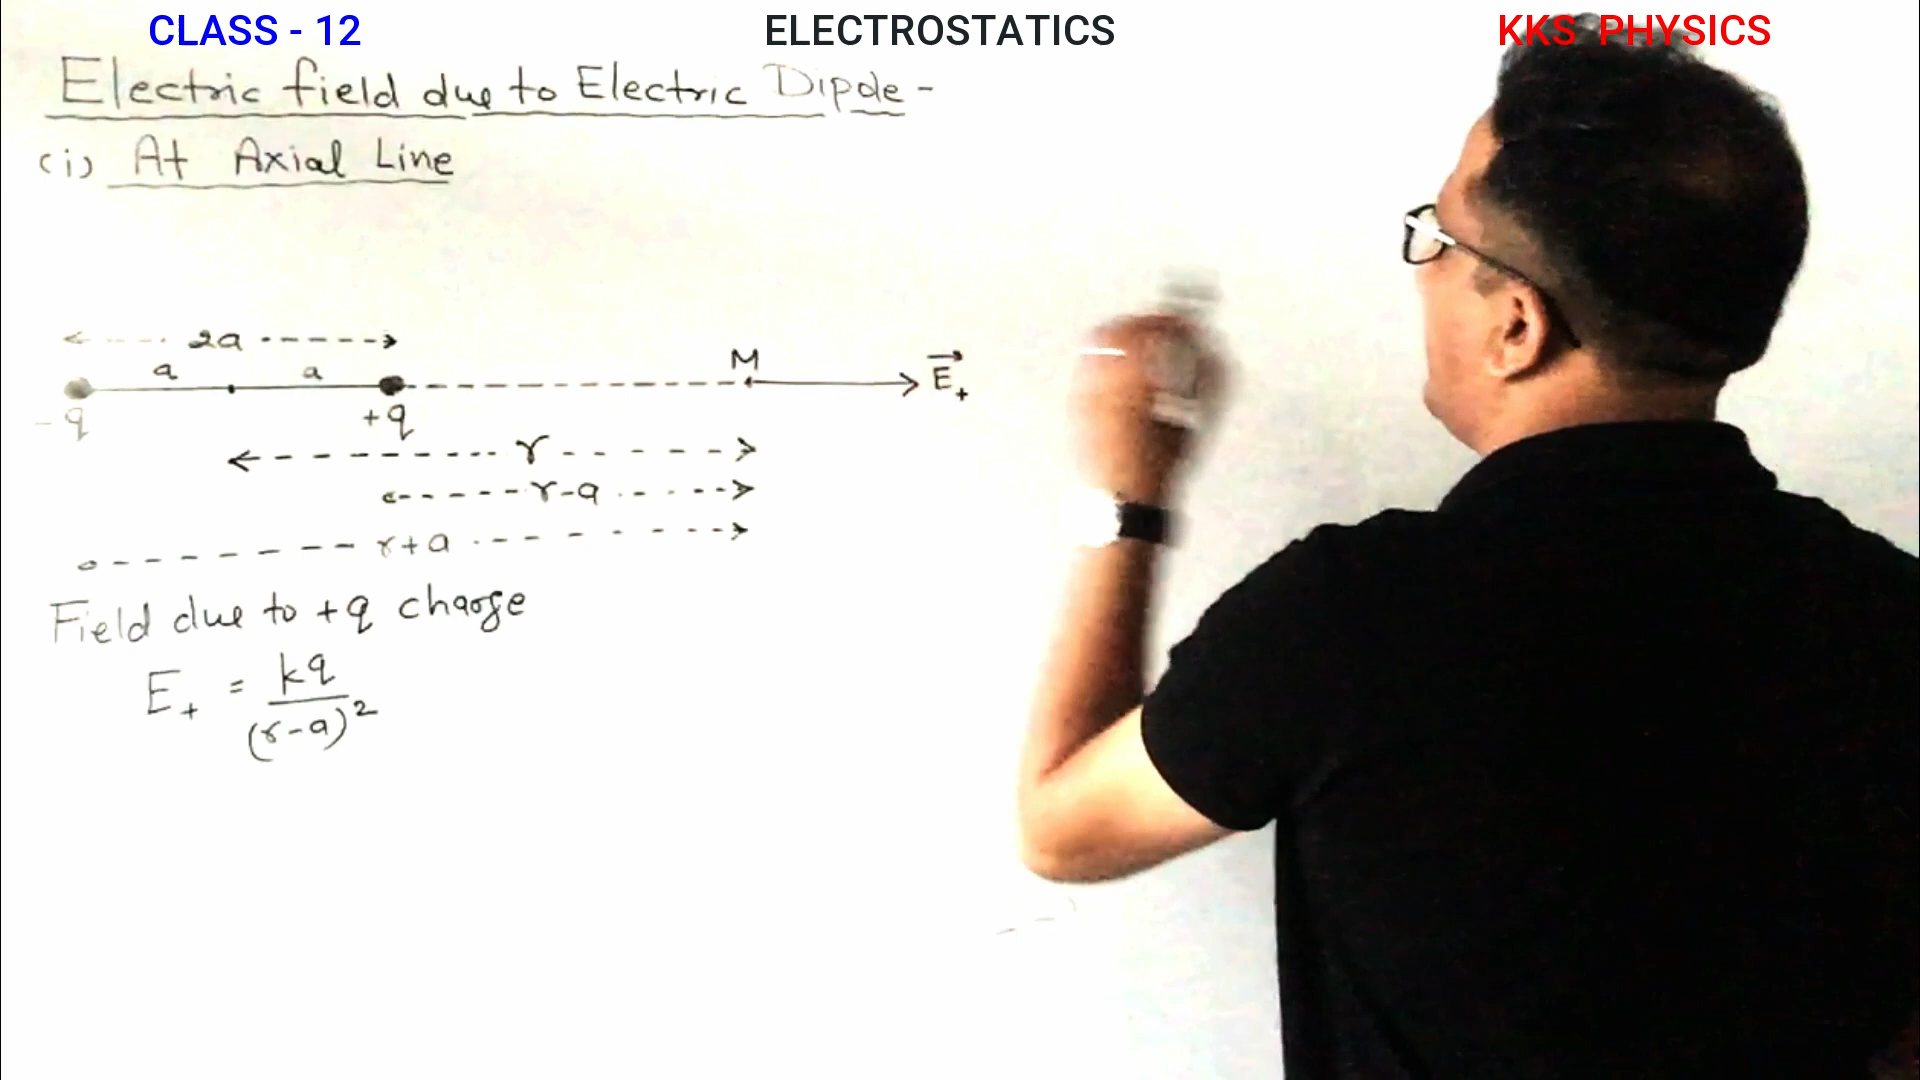 CLASS - 12 ELECTROSTATICS KKS PHYSICS
Electric field due to Electric Dipole -
(i) At Axial Line
2a
a a M E⃗₊
-q +q
r
r-a
r+a
Field due to +q charge
E₊ = kq / (r-a)²